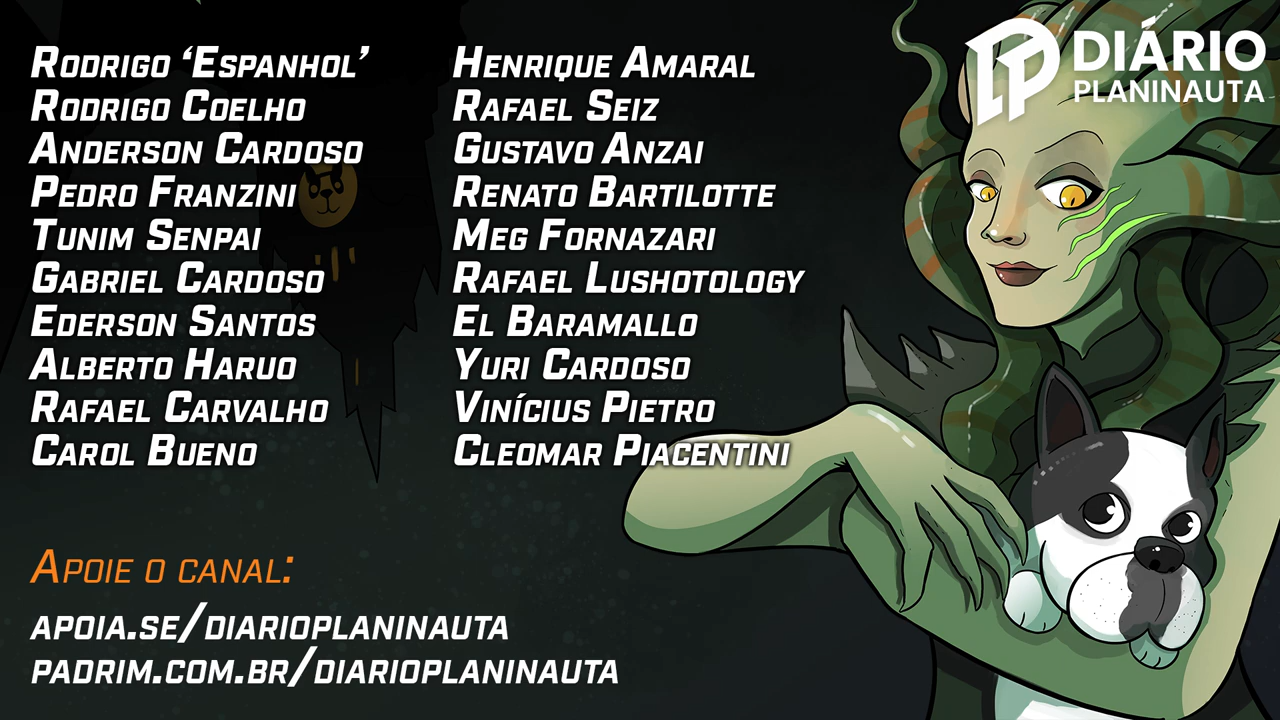 Rodrigo ‘Espanhol’
Rodrigo Coelho
Anderson Cardoso
Pedro Franzini
Tunim Senpai
Gabriel Cardoso
Ederson Santos
Alberto Haruo
Rafael Carvalho
Carol Bueno
Henrique Amaral
Rafael Seiz
Gustavo Anzai
Renato Bartilotte
Meg Fornazari
Rafael Lushotology
El Baramallo
Yuri Cardoso
Vinícius Pietro
Cleomar Piacentini
Apoie o canal:
apoia.se/diarioplaninauta
padrim.com.br/diarioplaninauta
DIÁRIO
PLANINAUTA